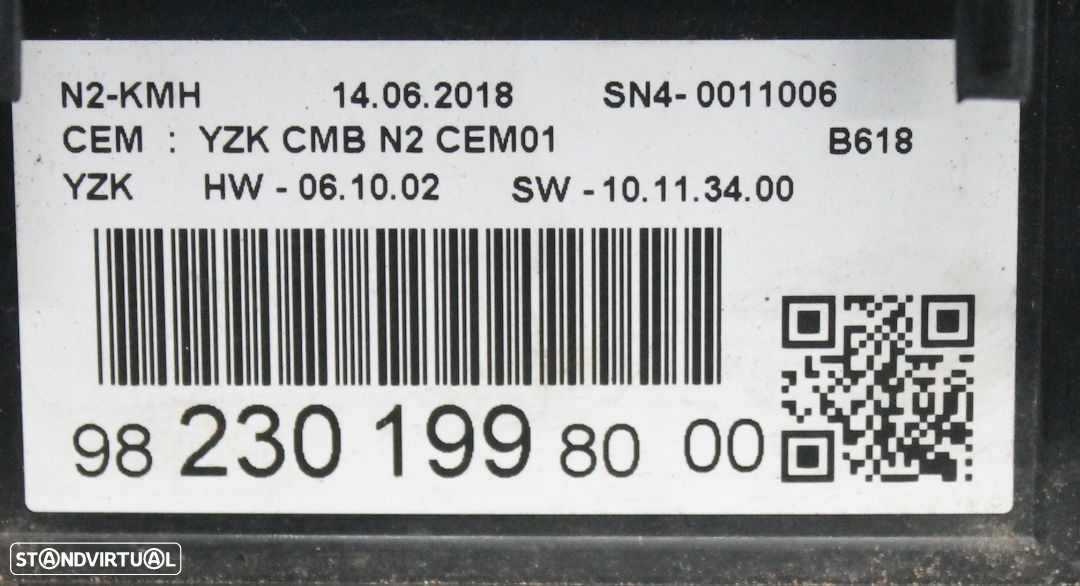 N2-KMH 14.06.2018 SN4-0011006
CEM : YZK CMB N2 CEM01 B618
YZK HW - 06.10.02 SW - 10.11.34.00
98 230 199 80 00
STANDVIRTUAL